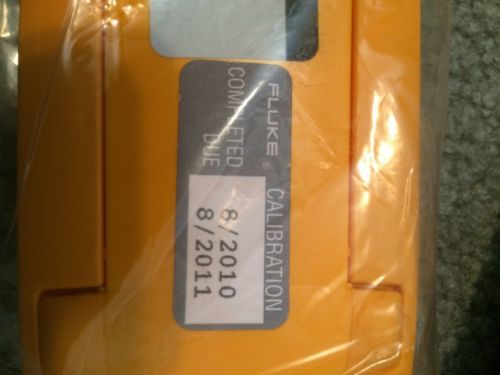 FLUKE ® CALIBRATION
COMPLETED 8/2010
DUE 8/2011